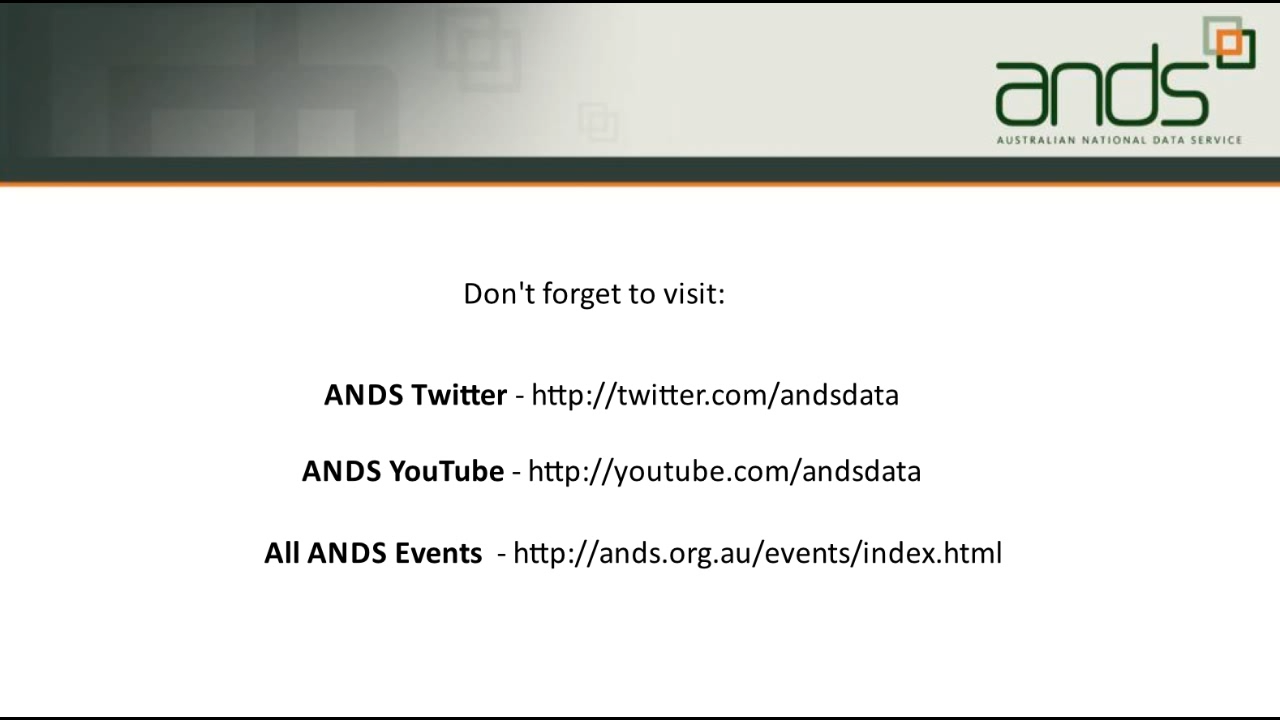 ands
AUSTRALIAN NATIONAL DATA SERVICE
Don't forget to visit:
ANDS Twitter - http://twitter.com/andsdata
ANDS YouTube - http://youtube.com/andsdata
All ANDS Events - http://ands.org.au/events/index.html